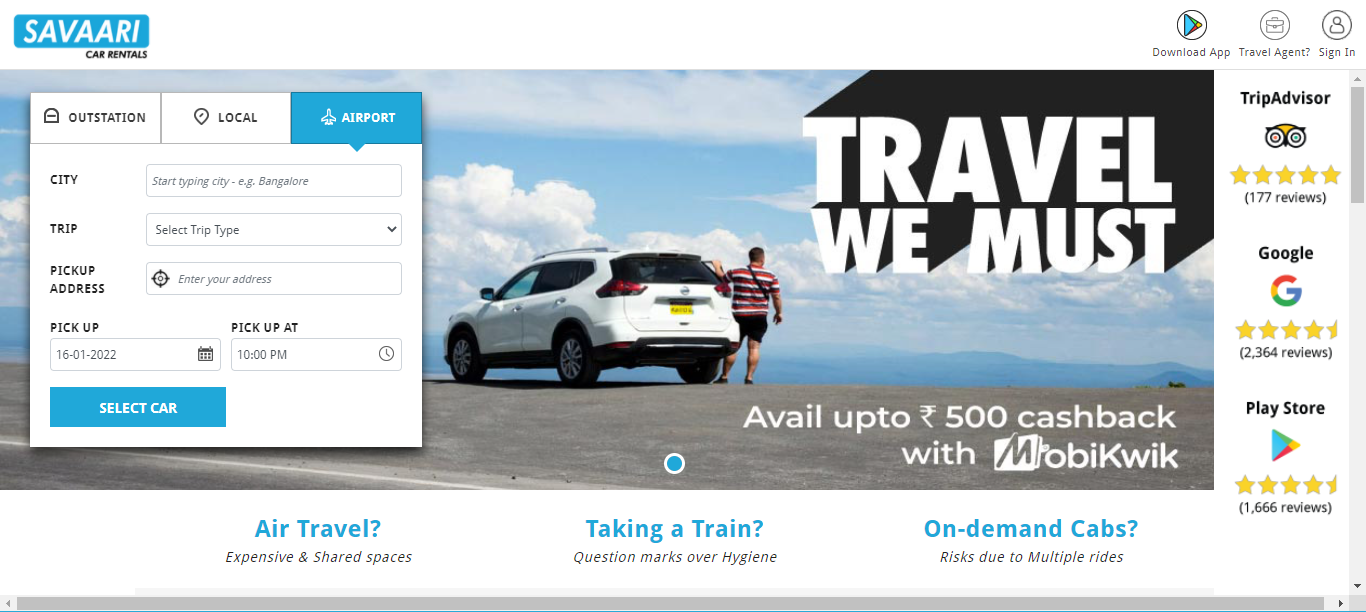 SAVAARI
CAR RENTALS
Download App
Travel Agent?
Sign In
OUTSTATION
LOCAL
AIRPORT
CITY
Start typing city - e.g. Bangalore
TRIP
Select Trip Type
PICKUP
ADDRESS
Enter your address
PICK UP
PICK UP AT
16-01-2022
10:00 PM
SELECT CAR
TRAVEL
WE MUST
Avail upto ₹ 500 cashback
with MobiKwik
TripAdvisor
(177 reviews)
Google
(2,364 reviews)
Play Store
(1,666 reviews)
Air Travel?
Expensive & Shared spaces
Taking a Train?
Question marks over Hygiene
On-demand Cabs?
Risks due to Multiple rides